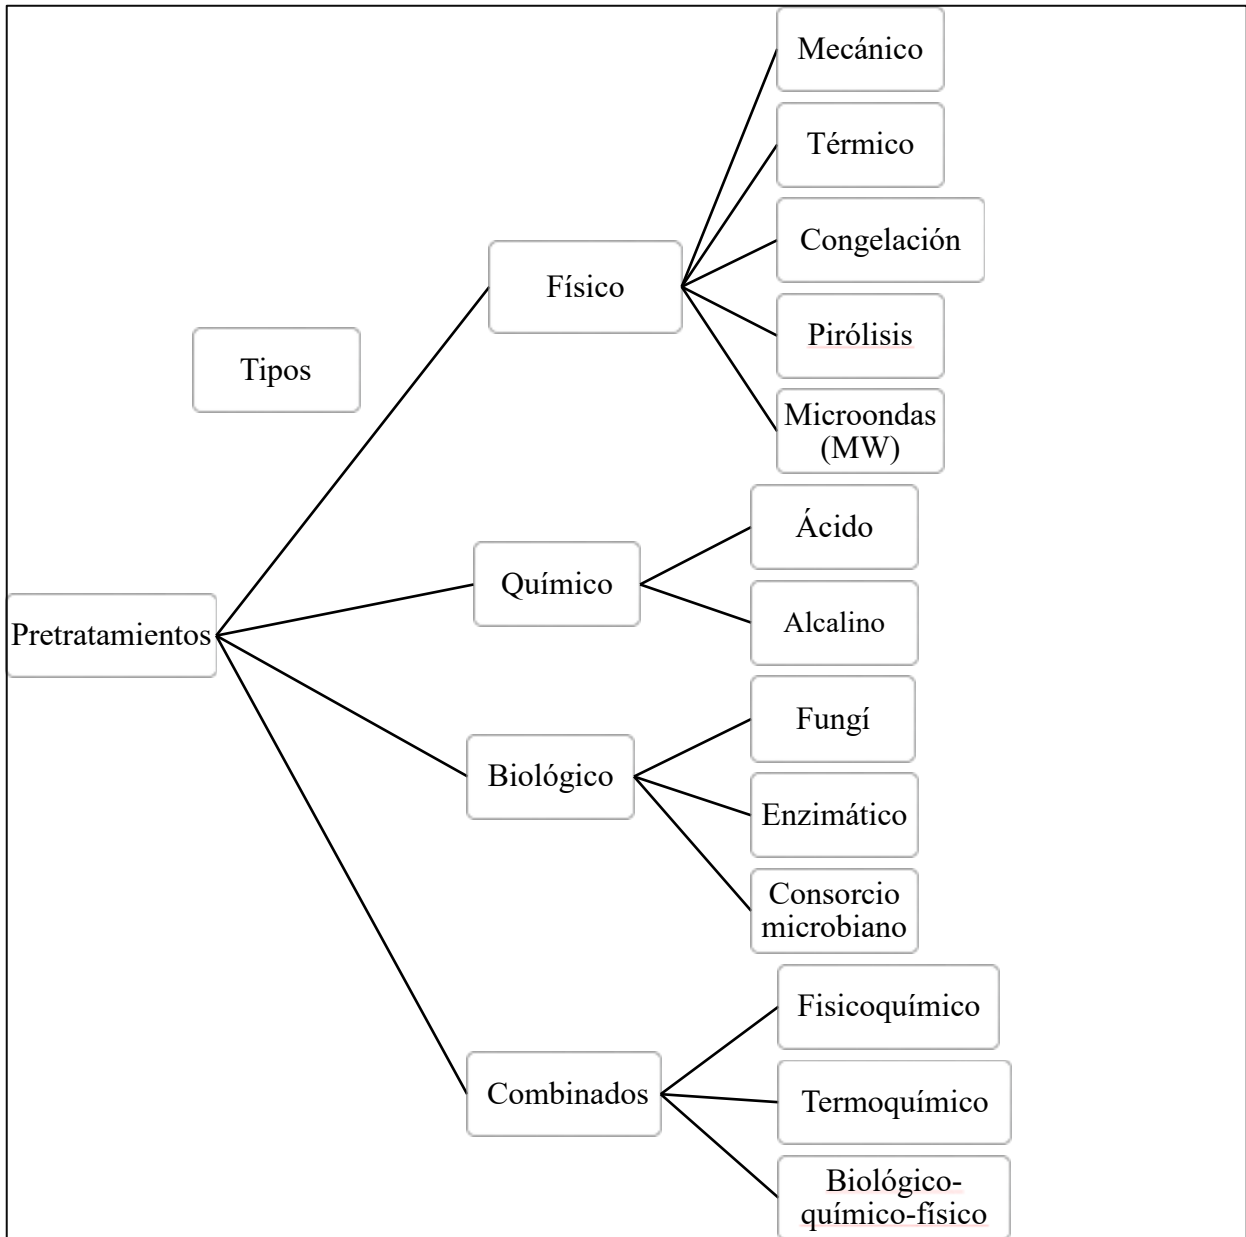 Mecánico
Térmico
Congelación
Físico
Pirólisis
Tipos
Microondas
(MW)
Ácido
Químico
Alcalino
Pretratamientos
Fungí
Biológico
Enzimático
Consorcio
microbiano
Fisicoquímico
Combinados
Termoquímico
Biológico-
químico-físico